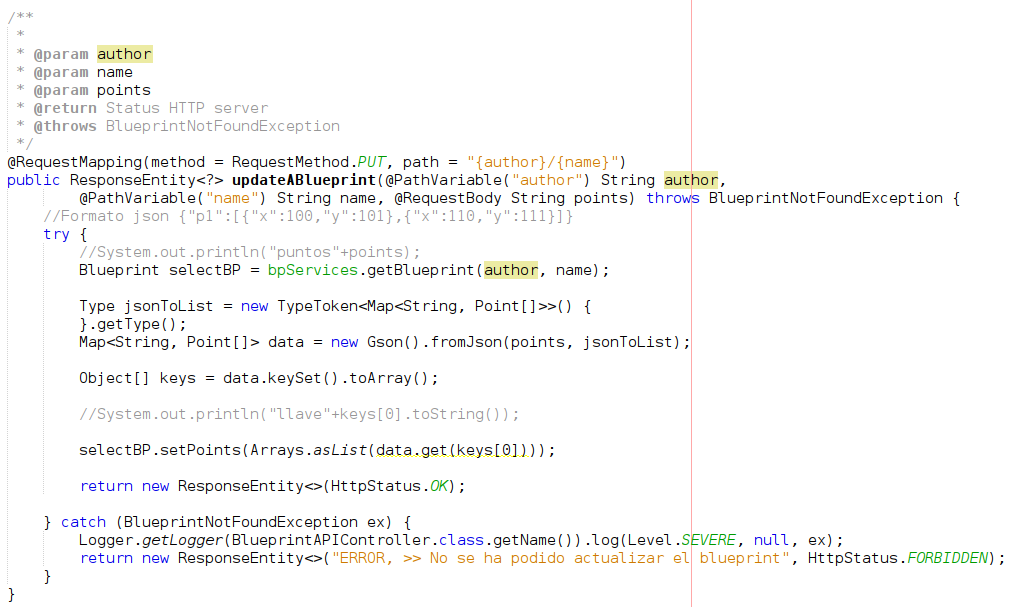 /**
 *
 * @param author
 * @param name
 * @param points
 * @return Status HTTP server
 * @throws BlueprintNotFoundException
 */
@RequestMapping(method = RequestMethod.PUT, path = "{author}/{name}")
public ResponseEntity<?> updateABlueprint(@PathVariable("author") String author,
        @PathVariable("name") String name, @RequestBody String points) throws BlueprintNotFoundException {
    //Formato json {"p1":[{"x":100,"y":101},{"x":110,"y":111}]}
    try {
        //System.out.println("puntos"+points);
        Blueprint selectBP = bpServices.getBlueprint(author, name);

        Type jsonToList = new TypeToken<Map<String, Point[]>>() {
        }.getType();
        Map<String, Point[]> data = new Gson().fromJson(points, jsonToList);

        Object[] keys = data.keySet().toArray();

        //System.out.println("llave"+keys[0].toString());

        selectBP.setPoints(Arrays.asList(data.get(keys[0])));

        return new ResponseEntity<>(HttpStatus.OK);

    } catch (BlueprintNotFoundException ex) {
        Logger.getLogger(BlueprintAPIController.class.getName()).log(Level.SEVERE, null, ex);
        return new ResponseEntity<>("ERROR, >> No se ha podido actualizar el blueprint", HttpStatus.FORBIDDEN);
    }
}